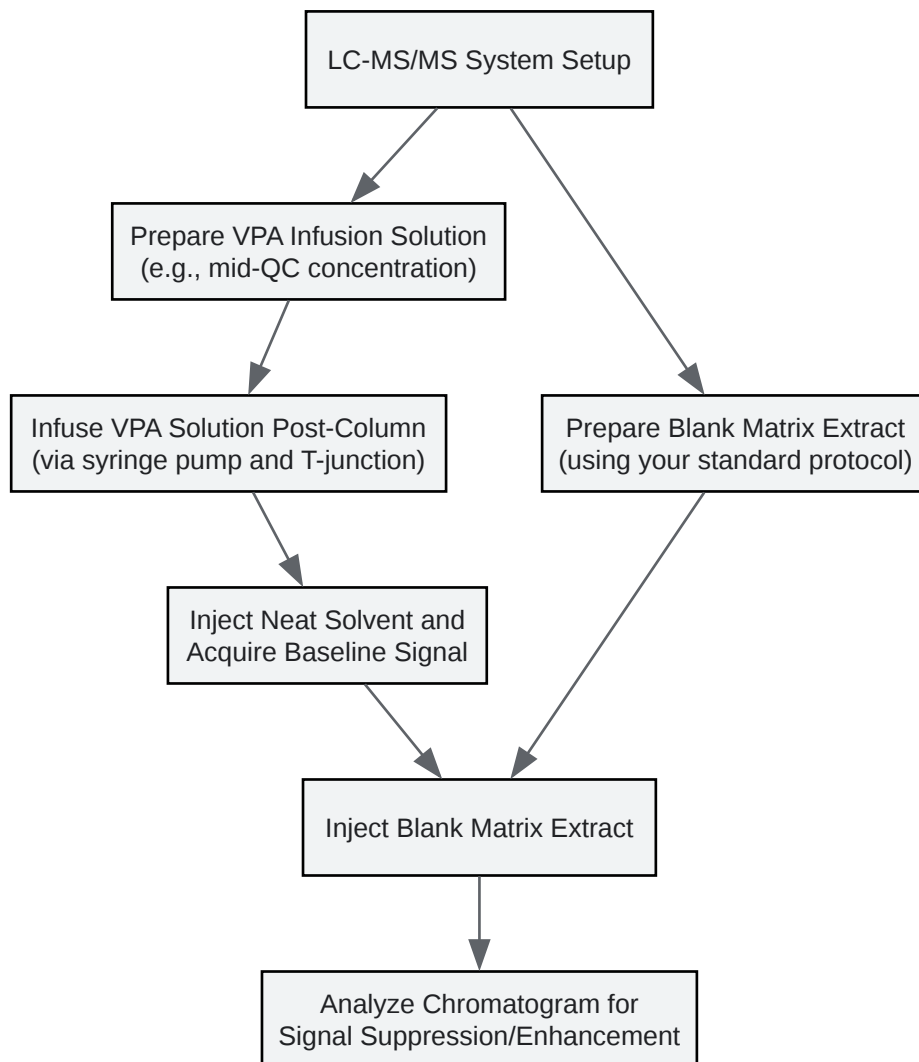 LC-MS/MS System Setup
Prepare VPA Infusion Solution
(e.g., mid-QC concentration)
Infuse VPA Solution Post-Column
(via syringe pump and T-junction)
Prepare Blank Matrix Extract
(using your standard protocol)
Inject Neat Solvent and
Acquire Baseline Signal
Inject Blank Matrix Extract
Analyze Chromatogram for
Signal Suppression/Enhancement